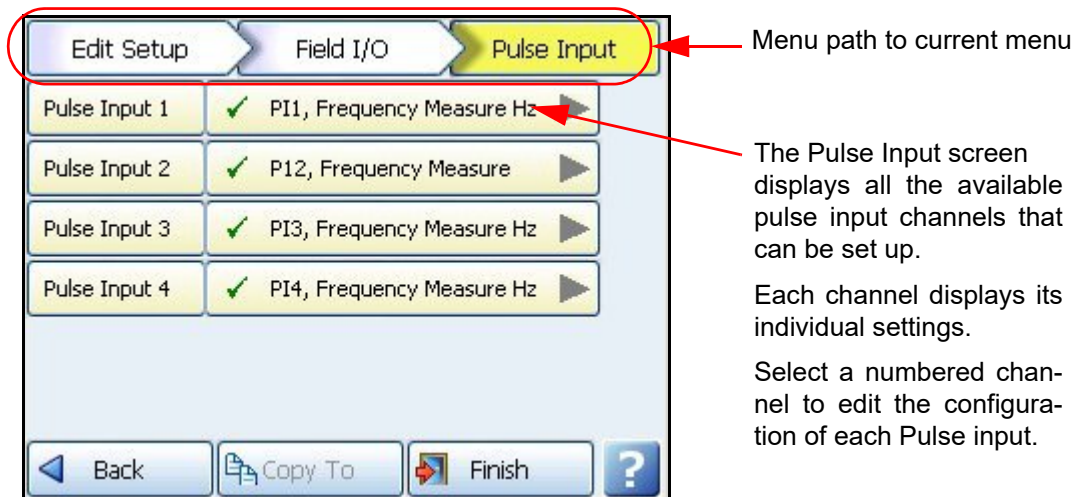 Edit Setup Field I/O Pulse Input
Menu path to current menu
Pulse Input 1 PI1, Frequency Measure Hz
Pulse Input 2 P12, Frequency Measure
Pulse Input 3 PI3, Frequency Measure Hz
Pulse Input 4 PI4, Frequency Measure Hz
Back Copy To Finish ?
The Pulse Input screen
displays all the available
pulse input channels that
can be set up.
Each channel displays its
individual settings.
Select a numbered chan-
nel to edit the configura-
tion of each Pulse input.